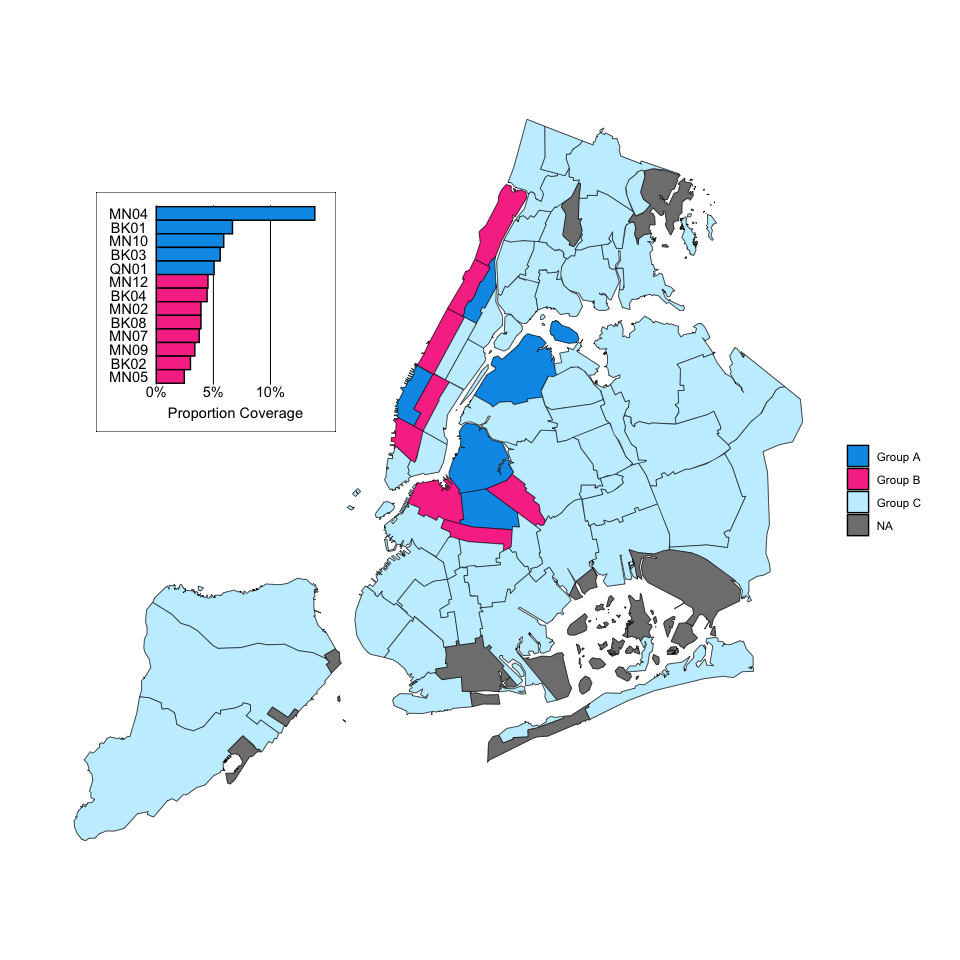 MN04
BK01
MN10
BK03
QN01
MN12
BK04
MN02
BK08
MN07
MN09
BK02
MN05
0% 5% 10%
Proportion Coverage
Group A
Group B
Group C
NA